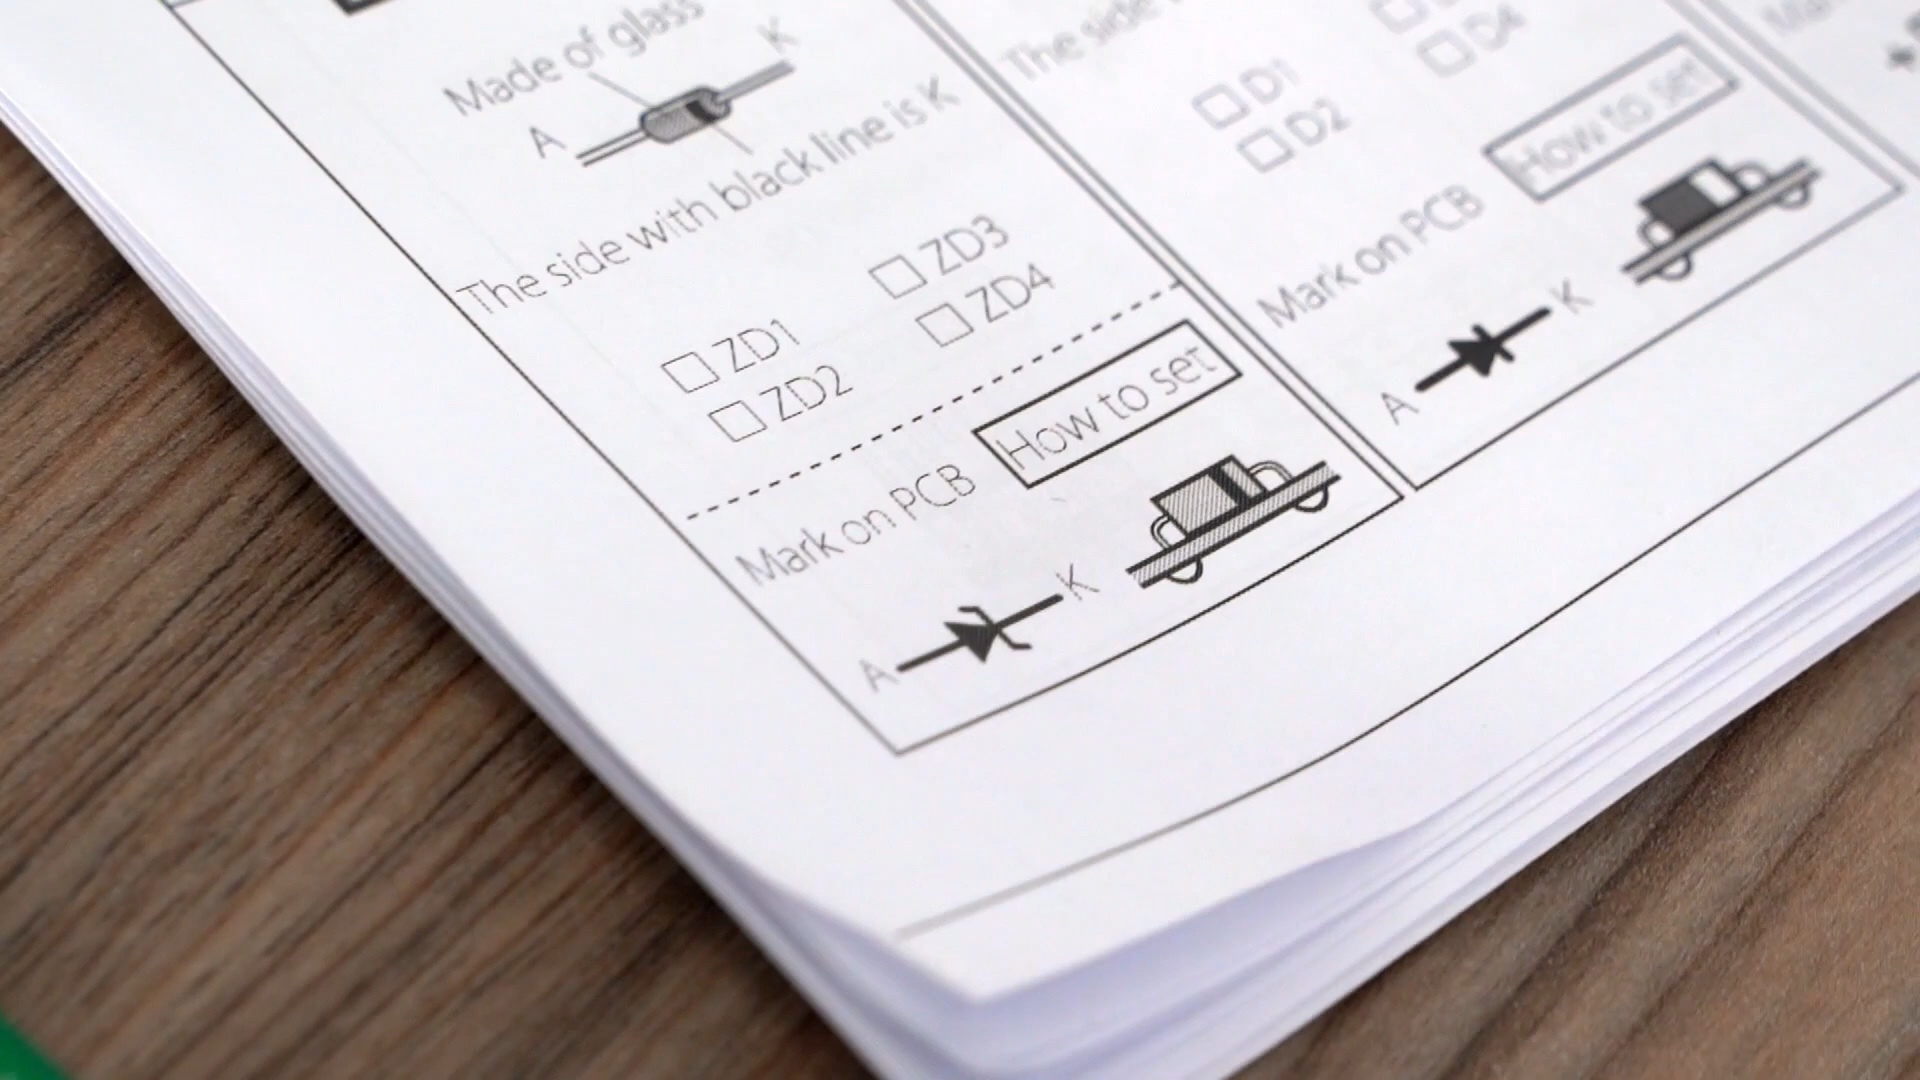 Made of glass
A
K
The side with black line is K
ZD1
ZD2
ZD3
ZD4
Mark on PCB
How to set
A
K
The side
D1
D2
D4
Mark on PCB
How to set
A
K
+